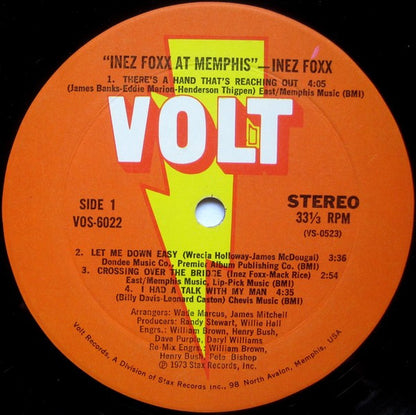 "INEZ FOXX AT MEMPHIS"—INEZ FOXX
1. THERE'S A HAND THAT'S REACHING OUT 4:05
(James Banks-Eddie Marion-Henderson Thigpen) East/Memphis Music (BMI)
VOLT
SIDE 1
VOS-6022
STEREO
33⅓ RPM
(VS-0523)
2. LET ME DOWN EASY (Wrecia Holloway-James McDougal) 3:36
Dondee Music Co., Premier Album Publishing Co. (BMI)
3. CROSSING OVER THE BRIDGE (Inez Foxx-Mack Rice) 2:54
East/Memphis Music, Lip-Pick Music (BMI)
4. I HAD A TALK WITH MY MAN 4:35
(Billy Davis-Leonard Caston) Chevis Music (BMI)
Arrangers: Wade Marcus, James Mitchell
Producers: Randy Stewart, Willie Hall
Engrs.: William Brown, Henry Bush,
Dave Purple, Daryl Williams
Re-Mix Engrs.: William Brown,
Henry Bush, Pete Bishop
℗ 1973 Stax Records, Inc.
Volt Records, A Division of Stax Records Inc., 98 North Avalon, Memphis, USA